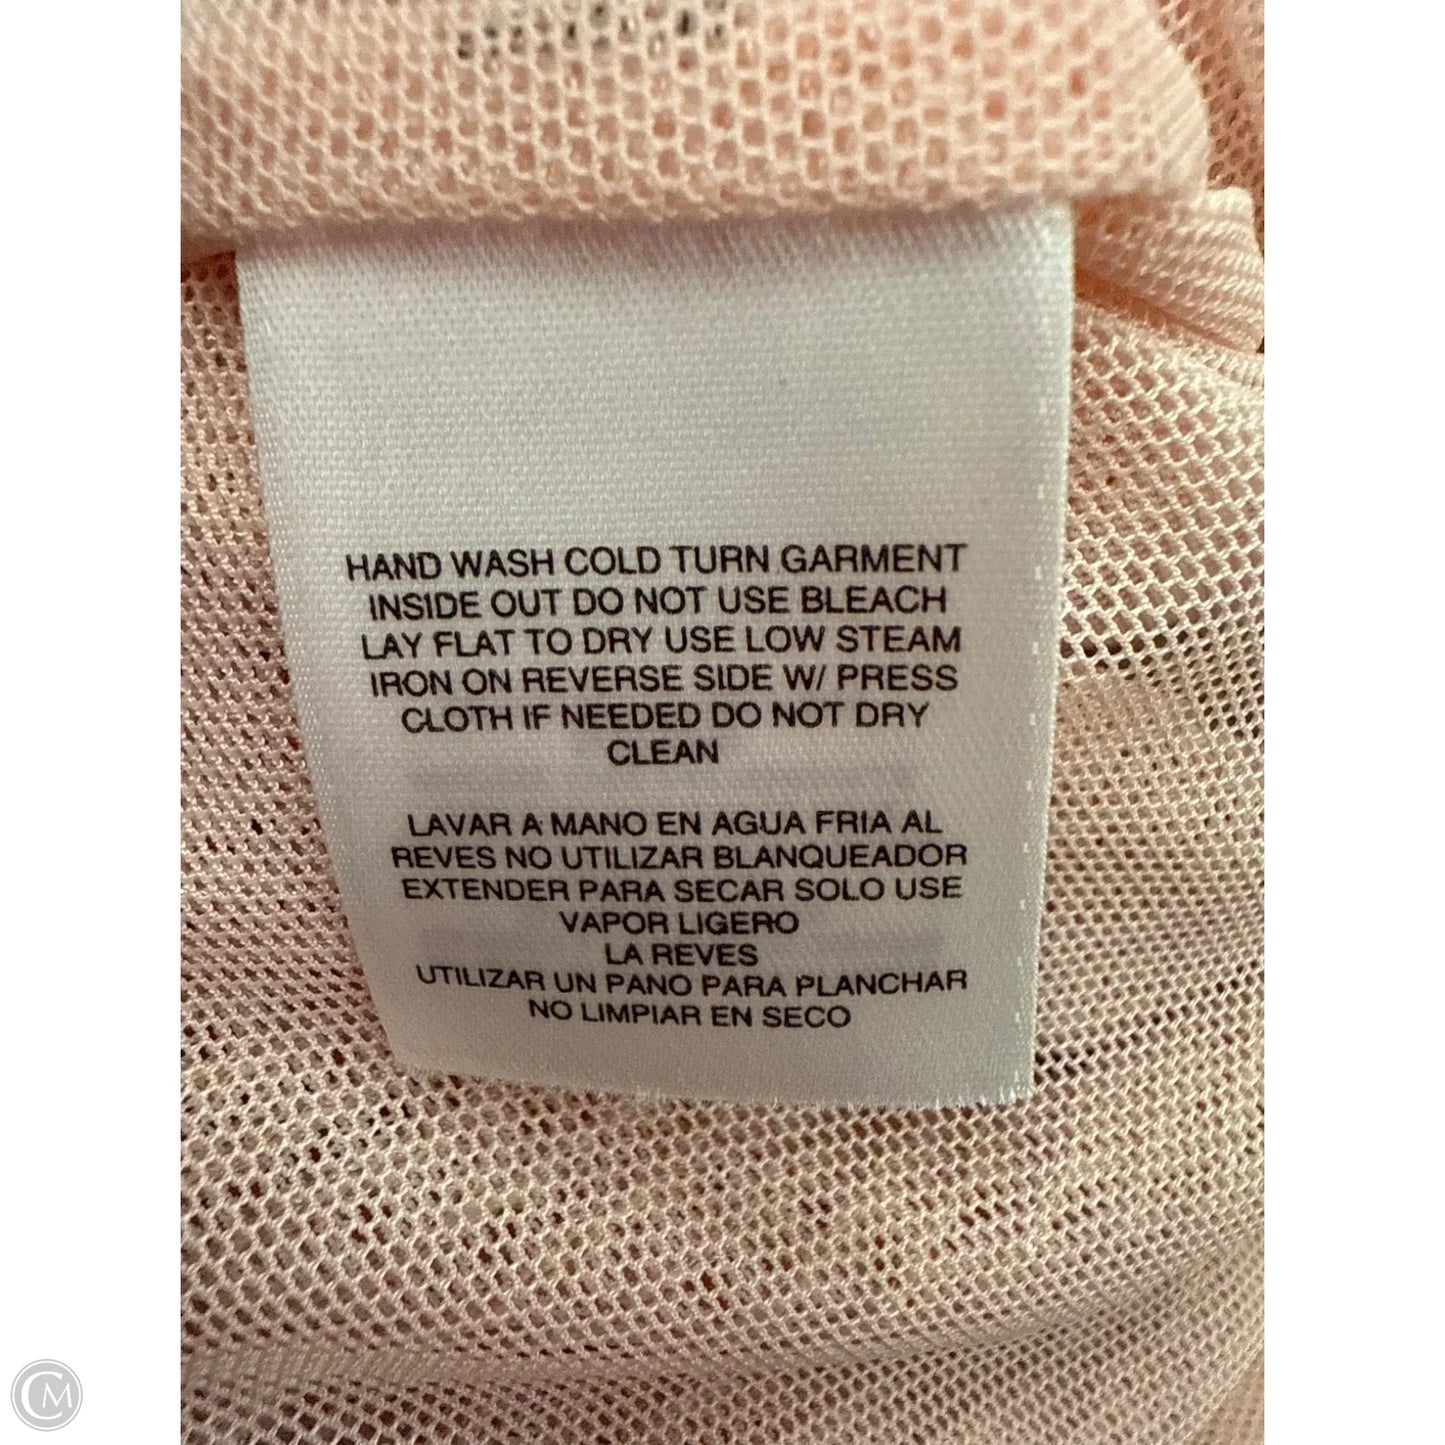 HAND WASH COLD TURN GARMENT
INSIDE OUT DO NOT USE BLEACH
LAY FLAT TO DRY USE LOW STEAM
IRON ON REVERSE SIDE W/ PRESS
CLOTH IF NEEDED DO NOT DRY
CLEAN
LAVAR A MANO EN AGUA FRIA AL
REVES NO UTILIZAR BLANQUEADOR
EXTENDER PARA SECAR SOLO USE
VAPOR LIGERO
LA REVES
UTILIZAR UN PANO PARA PLANCHAR
NO LIMPIAR EN SECO
CM